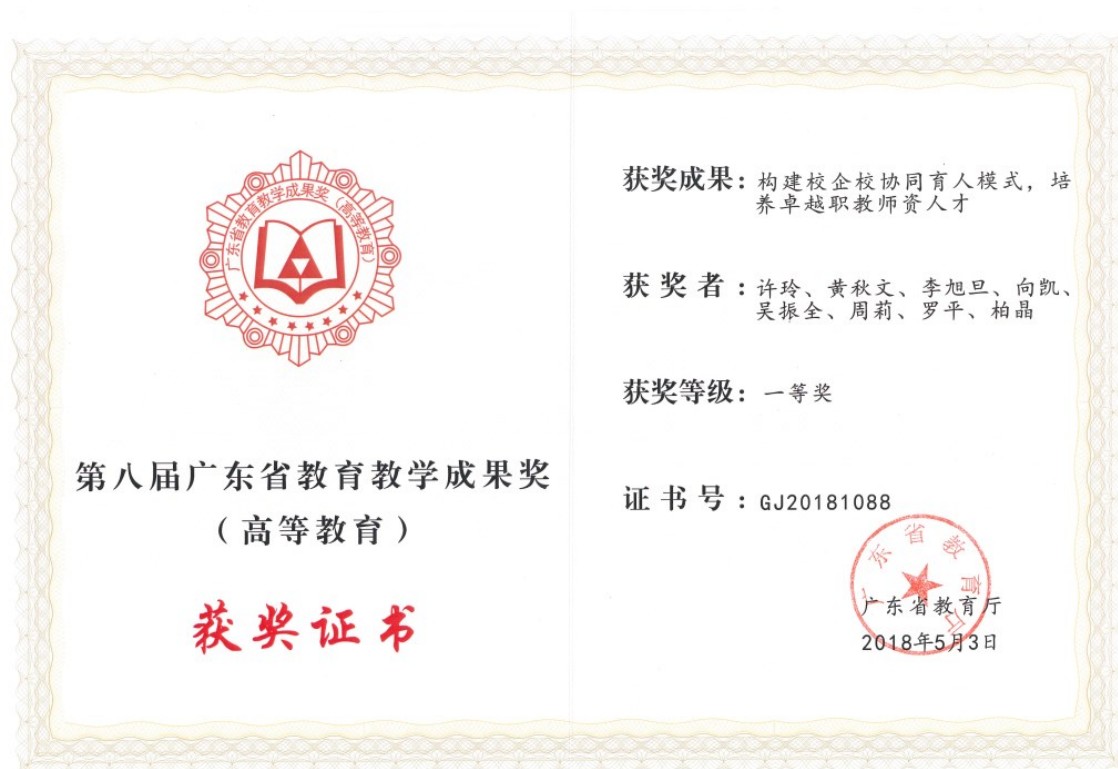 广东省教育教学成果奖（高等教育）
第八届广东省教育教学成果奖
（高等教育）
获奖证书
获奖成果：构建校企校协同育人模式，培
养卓越职教师资人才
获奖者：许玲、黄秋文、李旭旦、向凯、
吴振全、周莉、罗平、柏晶
获奖等级：一等奖
证书号：GJ20181088
广东省教育厅
广东省教育厅
2018年5月3日